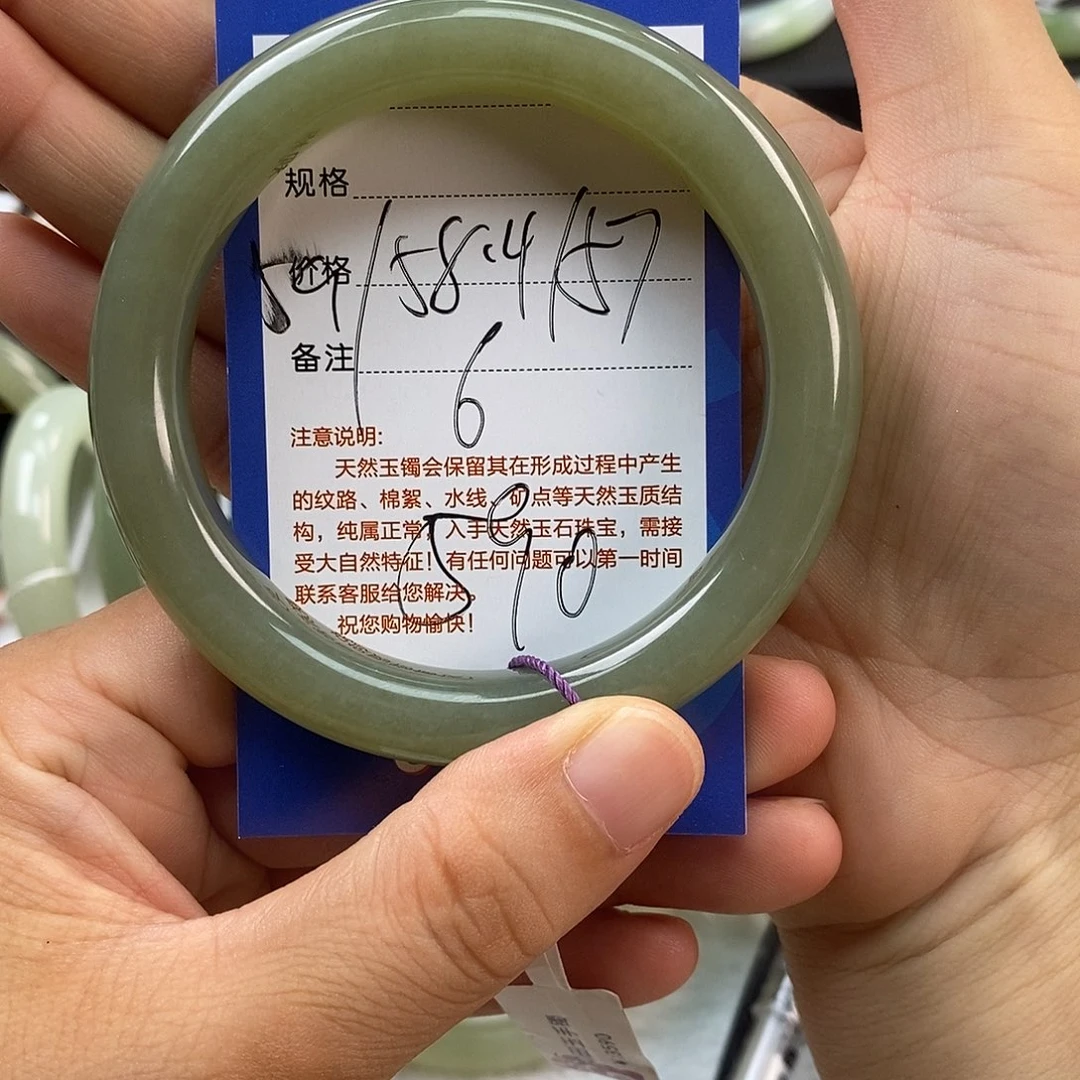 规格
价格
/58.4/57
备注
6
注意说明:
天然玉镯会保留其在形成过程中产生
的纹路、棉絮、水线、矿点等天然玉质结
构，纯属正常，入手天然玉石珠宝，需接
受大自然特征！有任何问题可以第一时间
联系客服给您解决。
590
祝您购物愉快！